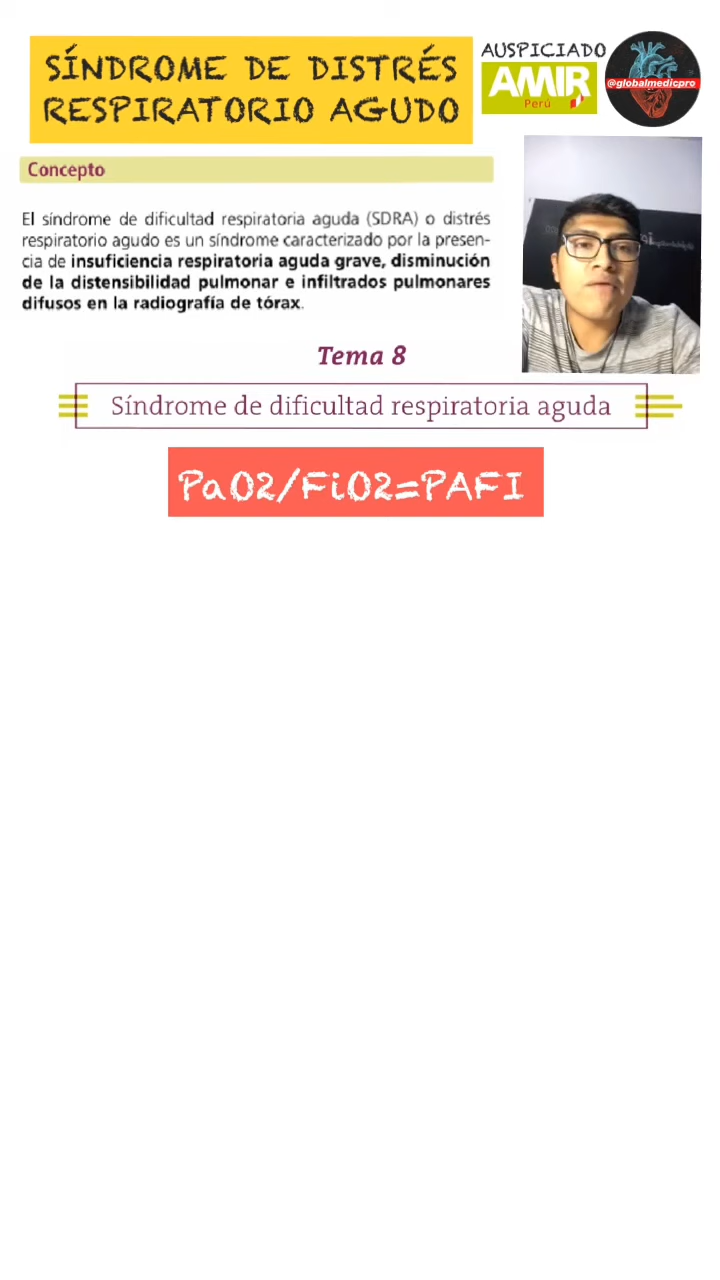 SÍNDROME DE DISTRÉS
RESPIRATORIO AGUDO
AUSPICIADO
AMIR
Perú
@globalmedicpro
Concepto
El síndrome de dificultad respiratoria aguda (SDRA) o distrés
respiratorio agudo es un síndrome caracterizado por la presen-
cia de insuficiencia respiratoria aguda grave, disminución
de la distensibilidad pulmonar e infiltrados pulmonares
difusos en la radiografía de tórax.
Tema 8
Síndrome de dificultad respiratoria aguda
PaO2/FiO2=PAFI